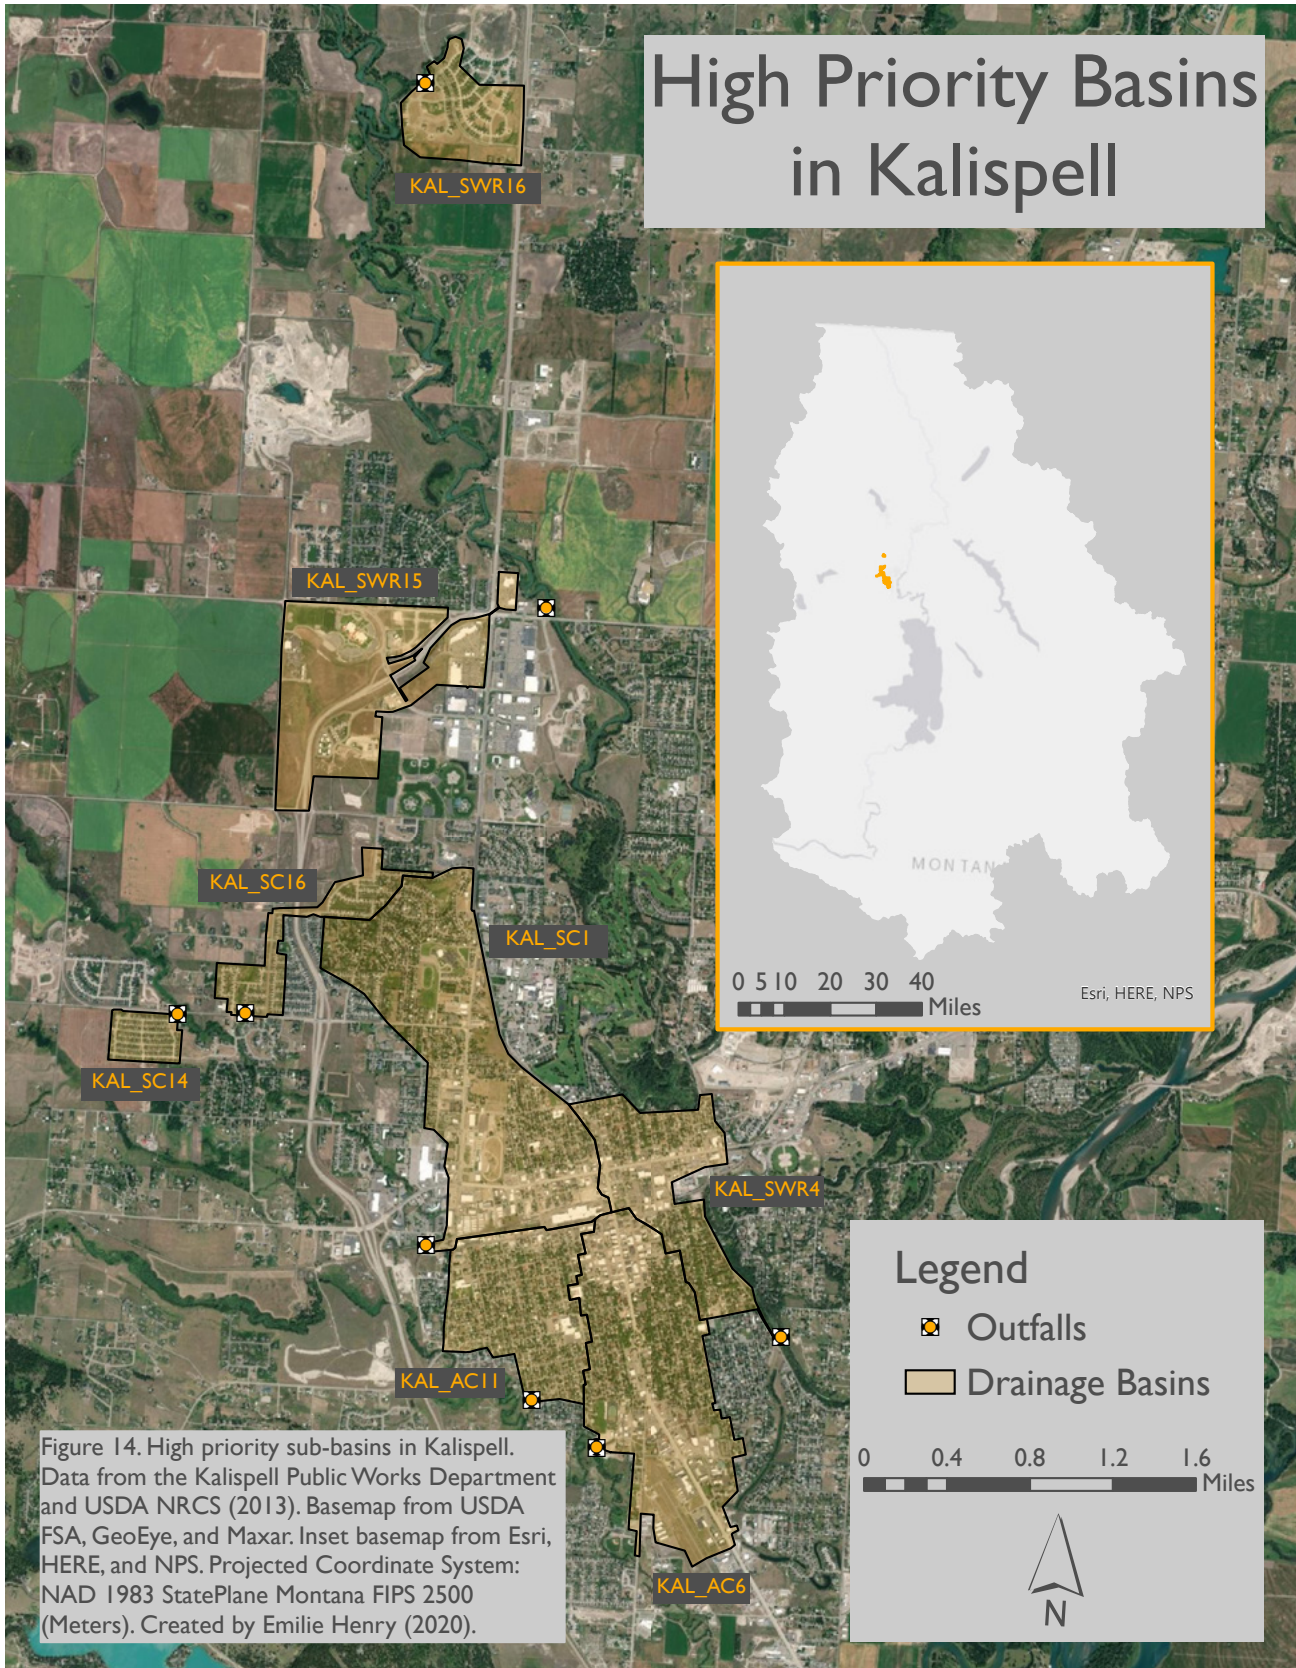 High Priority Basins
in Kalispell
KAL_SWR16
KAL_SWR15
KAL_SC16
KAL_SC1
KAL_SC14
KAL_SWR4
KAL_AC11
KAL_AC6
MONTAN
0 5 10 20 30 40
Miles
Esri, HERE, NPS
Legend
Outfalls
Drainage Basins
0 0.4 0.8 1.2 1.6
Miles
N
Figure 14. High priority sub-basins in Kalispell.
Data from the Kalispell Public Works Department
and USDA NRCS (2013). Basemap from USDA
FSA, GeoEye, and Maxar. Inset basemap from Esri,
HERE, and NPS. Projected Coordinate System:
NAD 1983 StatePlane Montana FIPS 2500
(Meters). Created by Emilie Henry (2020).